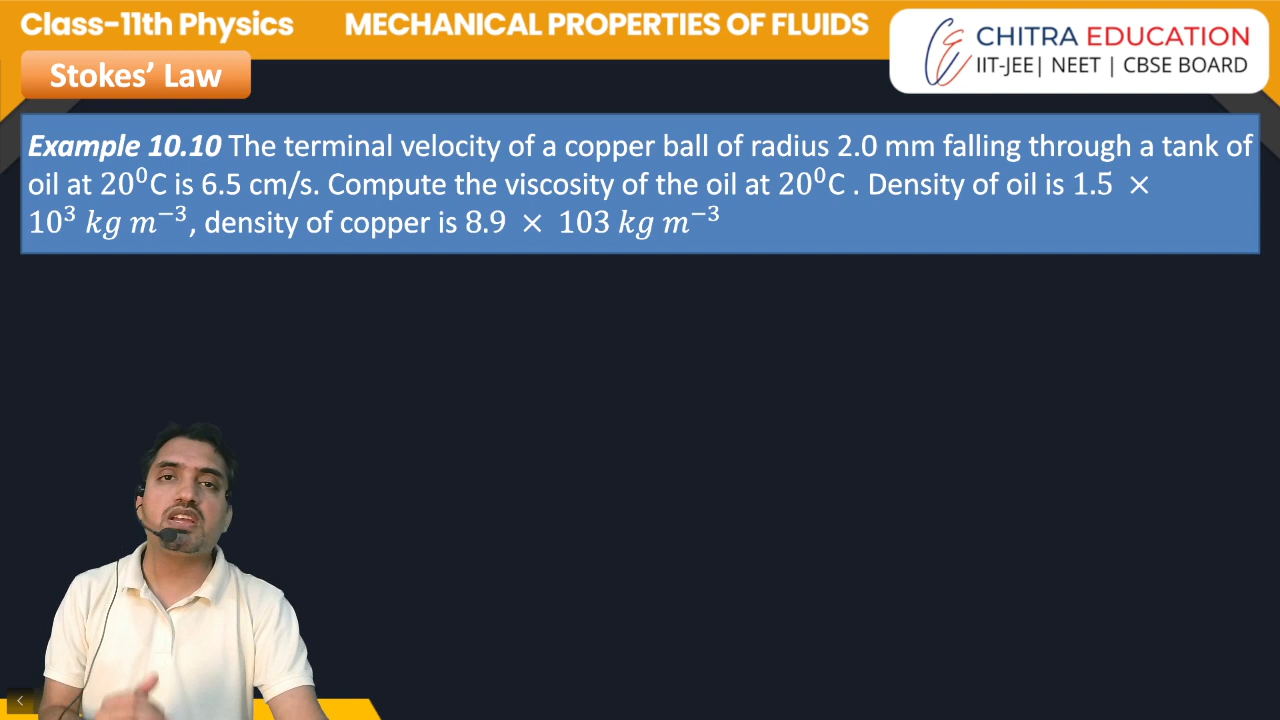 Class-11th Physics
MECHANICAL PROPERTIES OF FLUIDS
CHITRA EDUCATION
IIT-JEE| NEET | CBSE BOARD
Stokes’ Law
Example 10.10 The terminal velocity of a copper ball of radius 2.0 mm falling through a tank of
oil at 20⁰C is 6.5 cm/s. Compute the viscosity of the oil at 20⁰C . Density of oil is 1.5 ×
10³ kg m⁻³, density of copper is 8.9 × 103 kg m⁻³